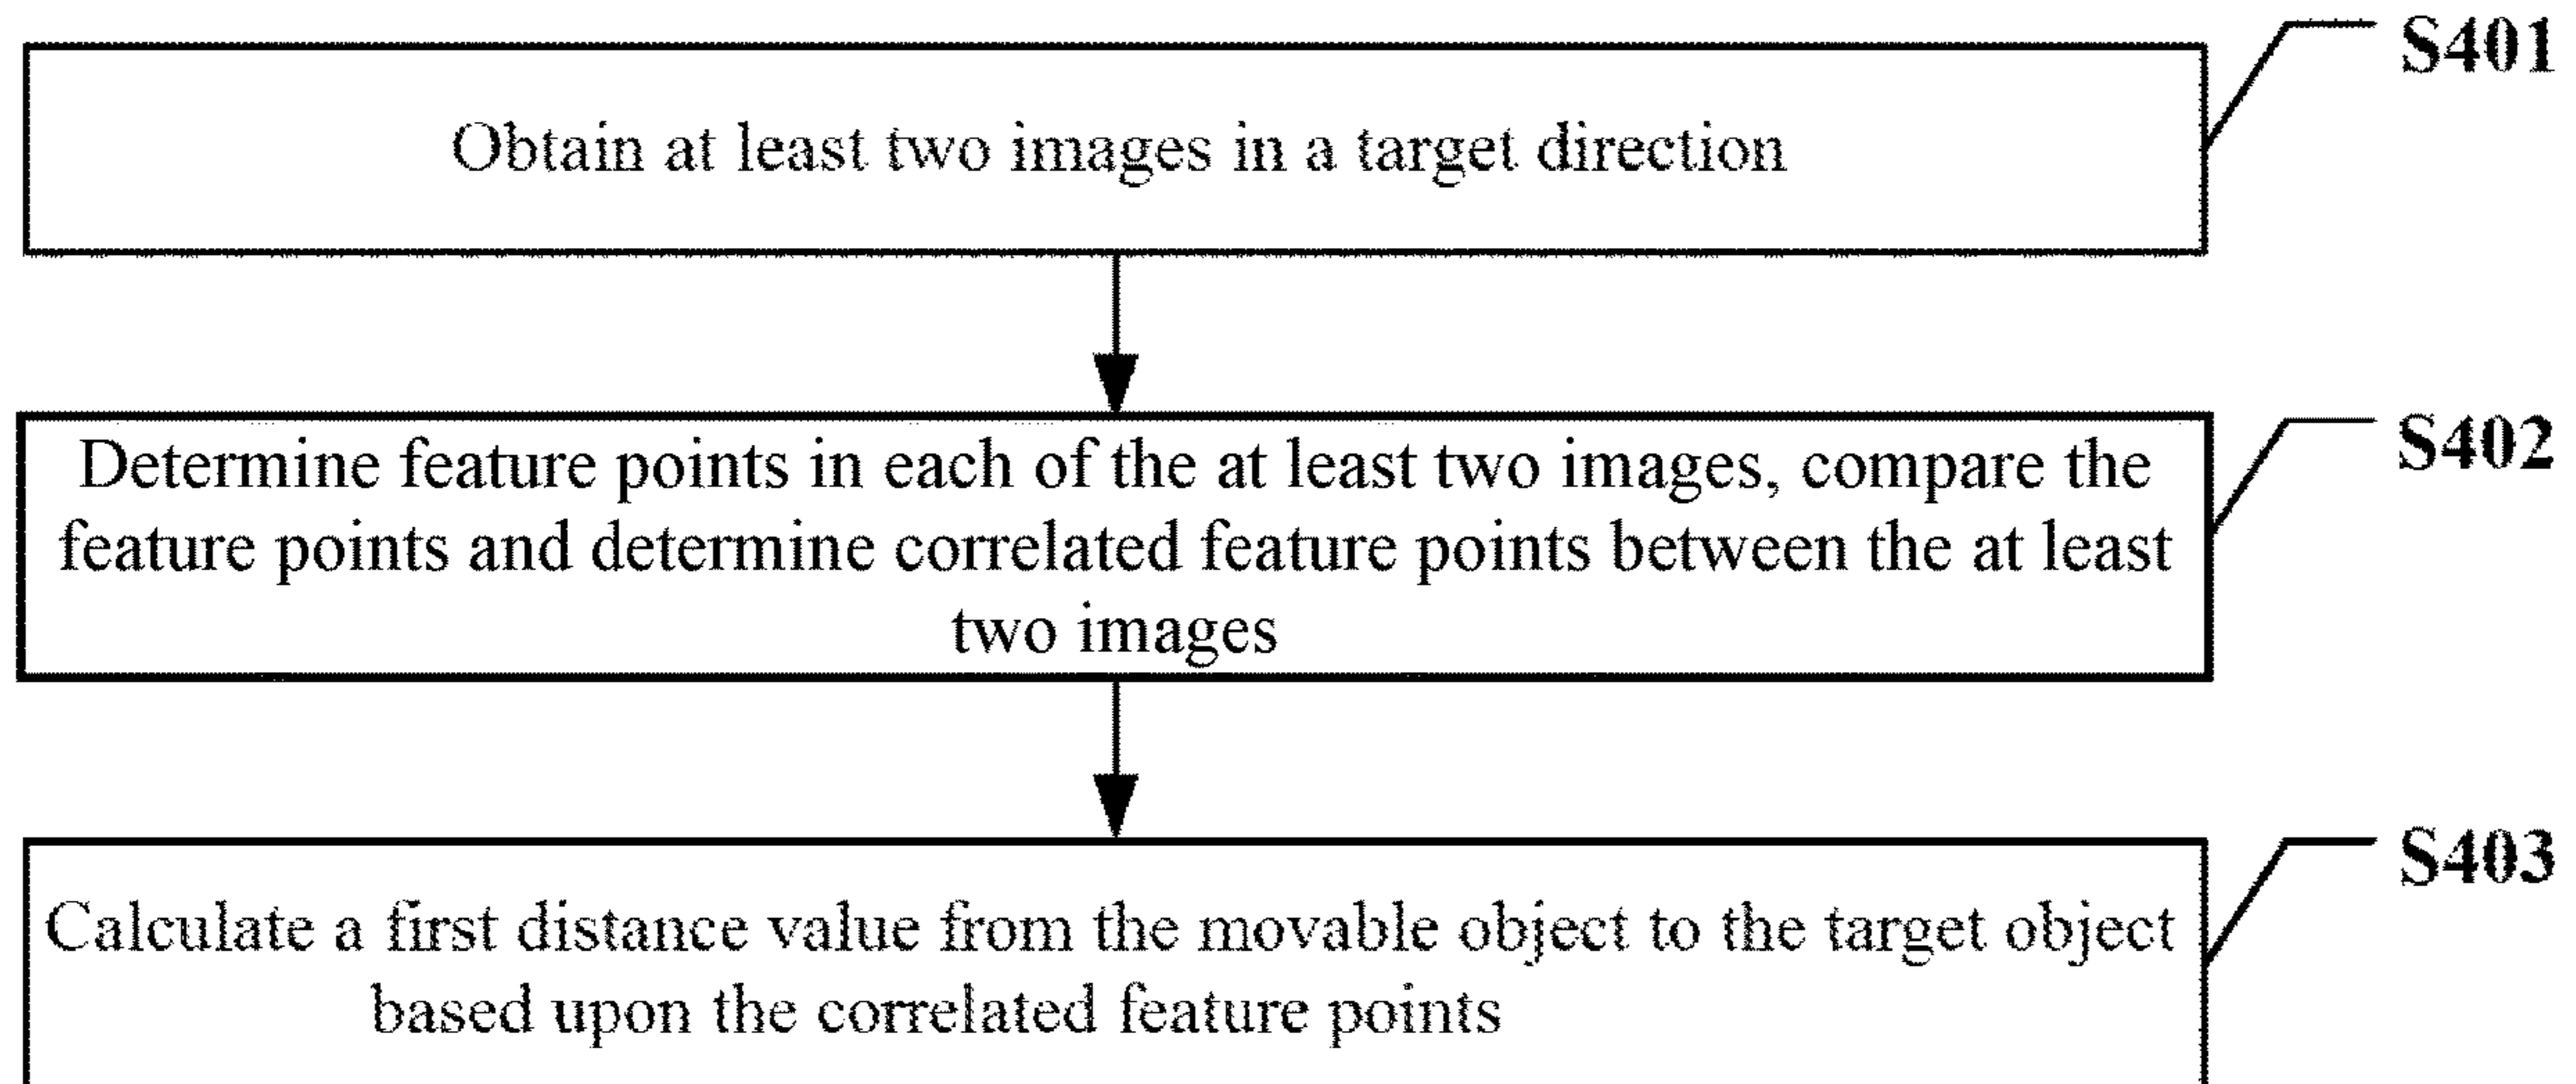 S401
Obtain at least two images in a target direction
S402
Determine feature points in each of the at least two images, compare the
feature points and determine correlated feature points between the at least
two images
S403
Calculate a first distance value from the movable object to the target object
based upon the correlated feature points